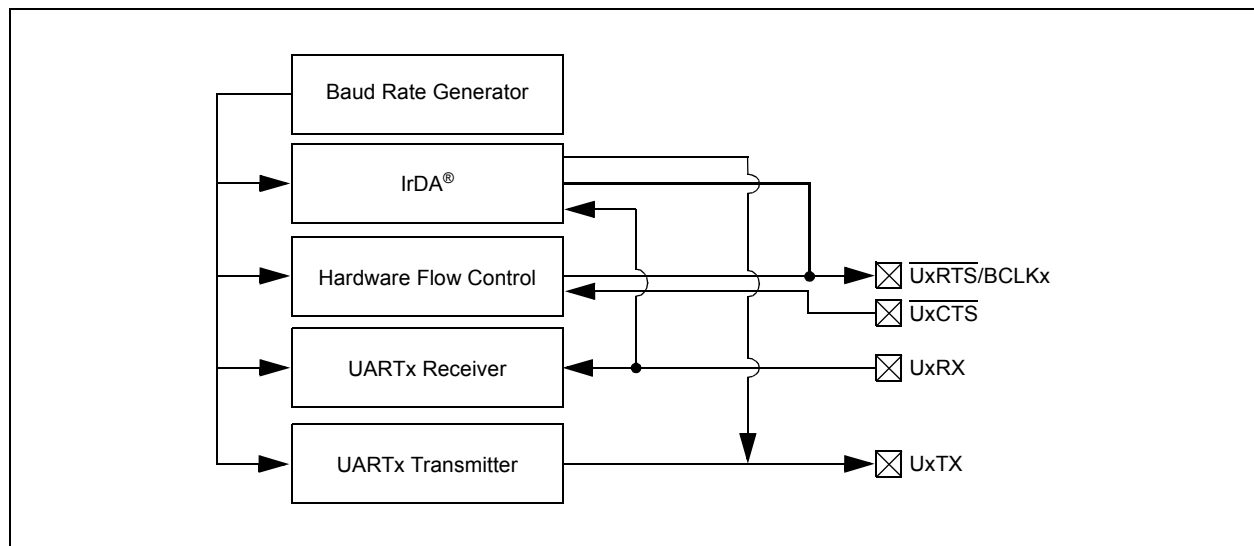 Baud Rate Generator
IrDA®
Hardware Flow Control
UxRTS/BCLKx
UxCTS
UARTx Receiver
UxRX
UARTx Transmitter
UxTX